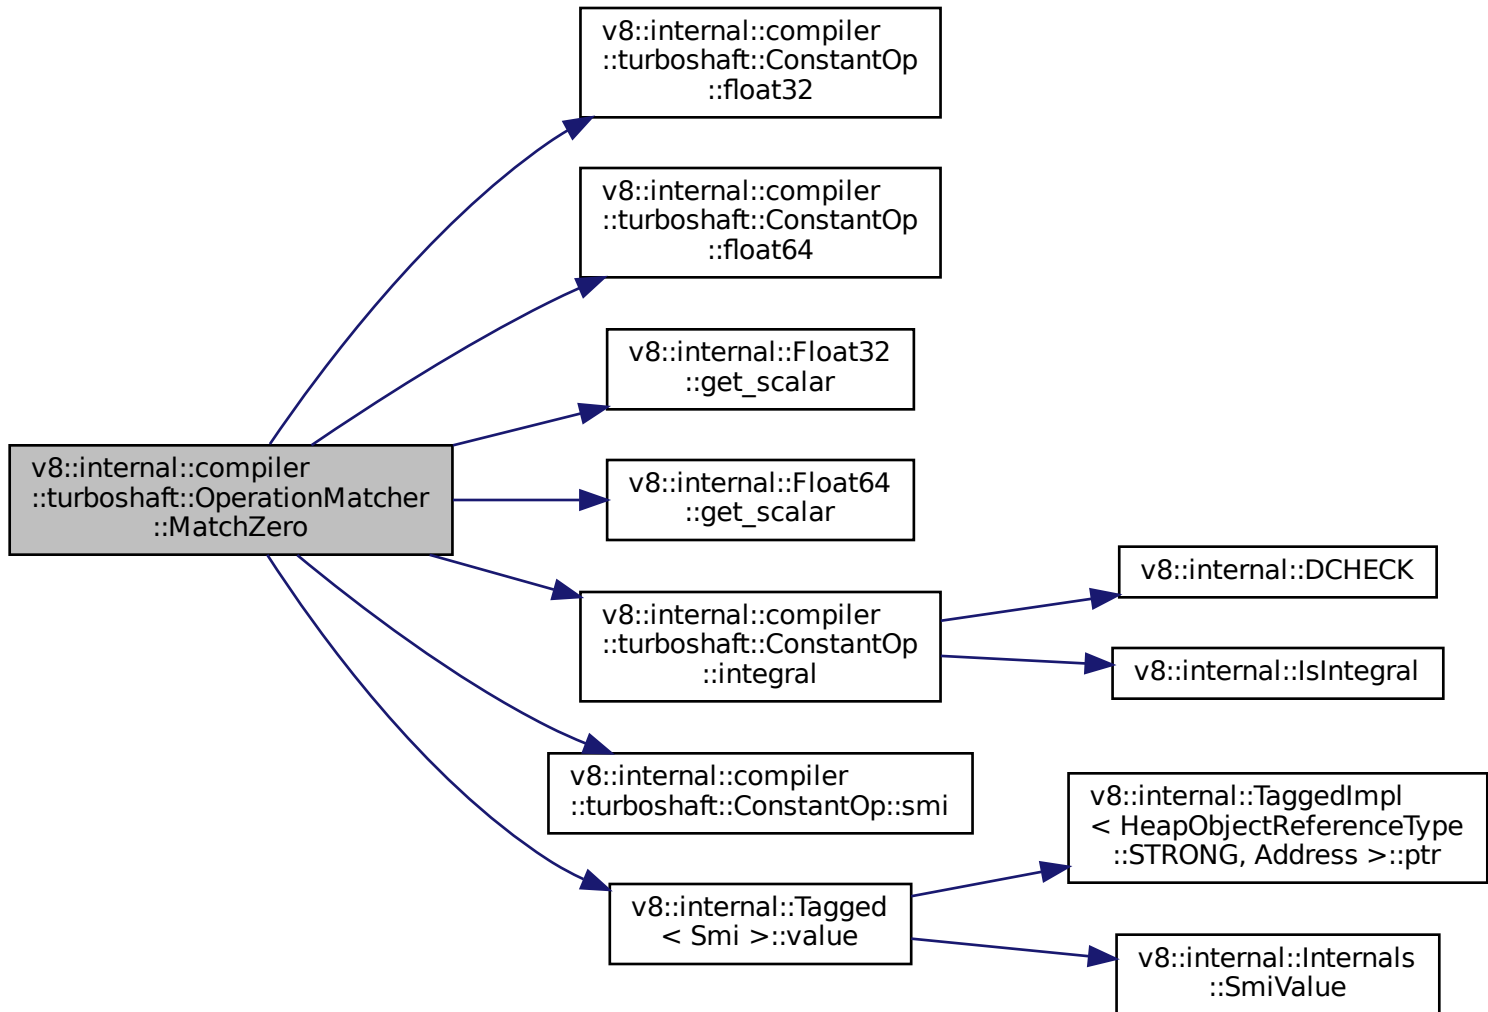 v8::internal::compiler
::turboshaft::ConstantOp
::float32
v8::internal::compiler
::turboshaft::ConstantOp
::float64
v8::internal::Float32
::get_scalar
v8::internal::compiler
::turboshaft::OperationMatcher
::MatchZero
v8::internal::Float64
::get_scalar
v8::internal::compiler
::turboshaft::ConstantOp
::integral
v8::internal::DCHECK
v8::internal::IsIntegral
v8::internal::compiler
::turboshaft::ConstantOp::smi
v8::internal::TaggedImpl
< HeapObjectReferenceType
::STRONG, Address >::ptr
v8::internal::Tagged
< Smi >::value
v8::internal::Internals
::SmiValue